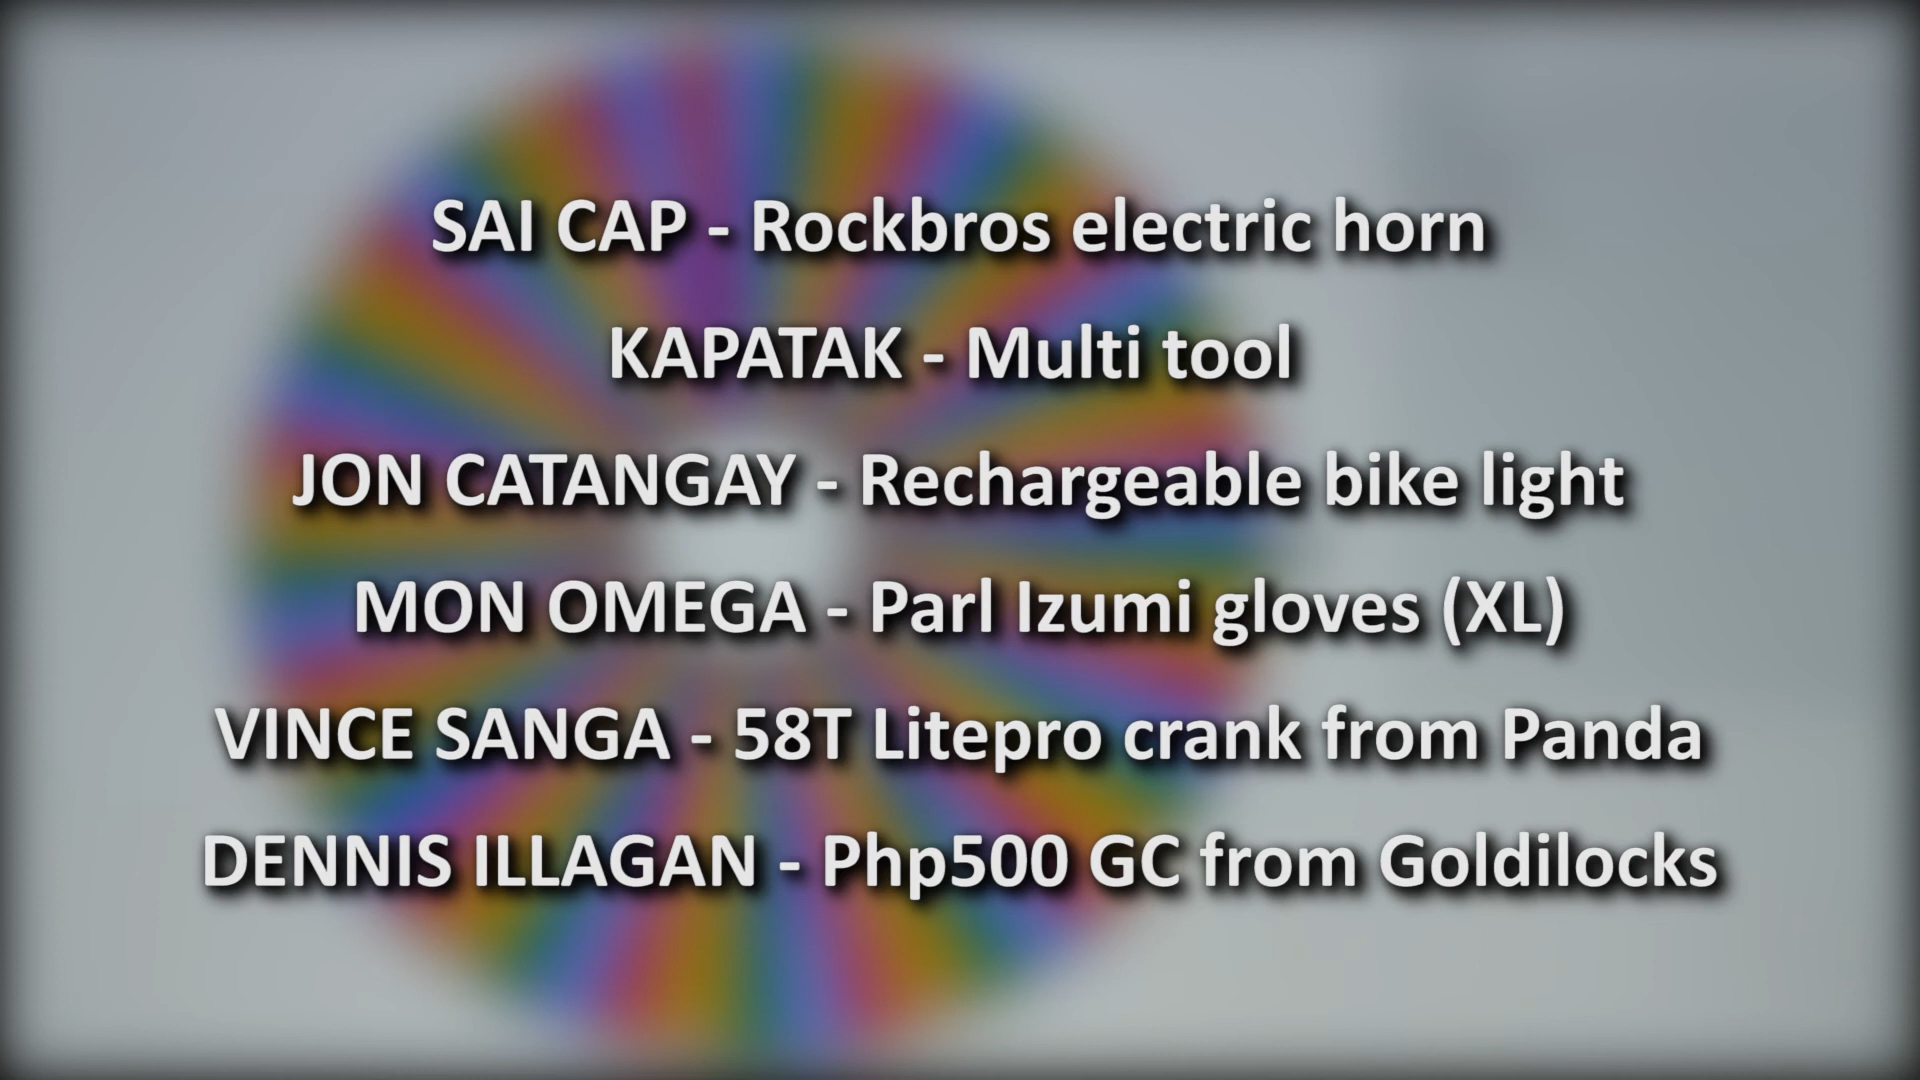 SAI CAP - Rockbros electric horn
KAPATAK - Multi tool
JON CATANGAY - Rechargeable bike light
MON OMEGA - Parl Izumi gloves (XL)
VINCE SANGA - 58T Litepro crank from Panda
DENNIS ILLAGAN - Php500 GC from Goldilocks